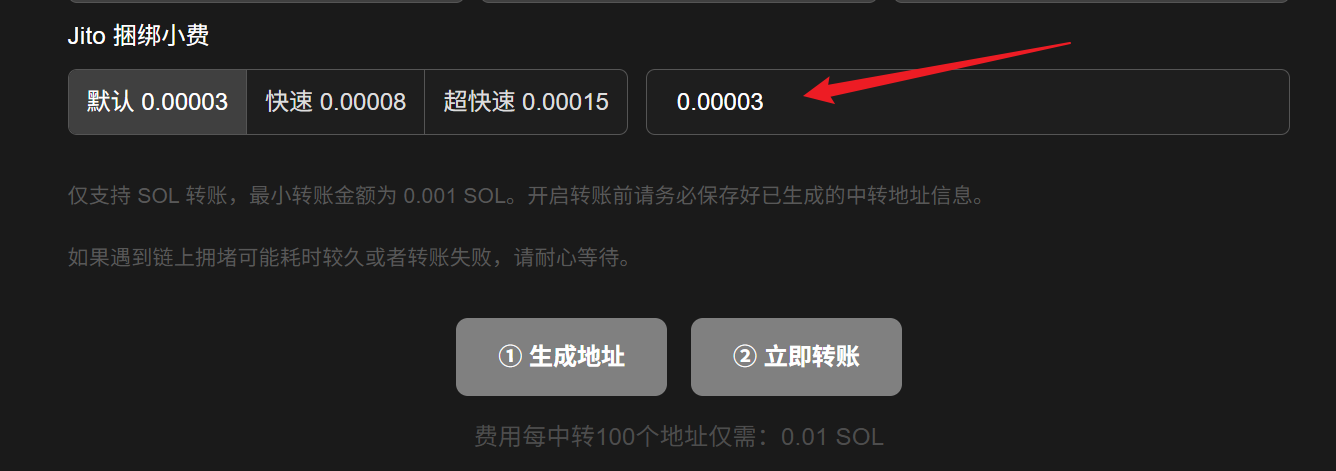 Jito 捆绑小费
默认 0.00003 快速 0.00008 超快速 0.00015 0.00003
仅支持 SOL 转账，最小转账金额为 0.001 SOL。开启转账前请务必保存好已生成的中转地址信息。
如果遇到链上拥堵可能耗时较久或者转账失败，请耐心等待。
① 生成地址 ② 立即转账
费用每中转100个地址仅需：0.01 SOL